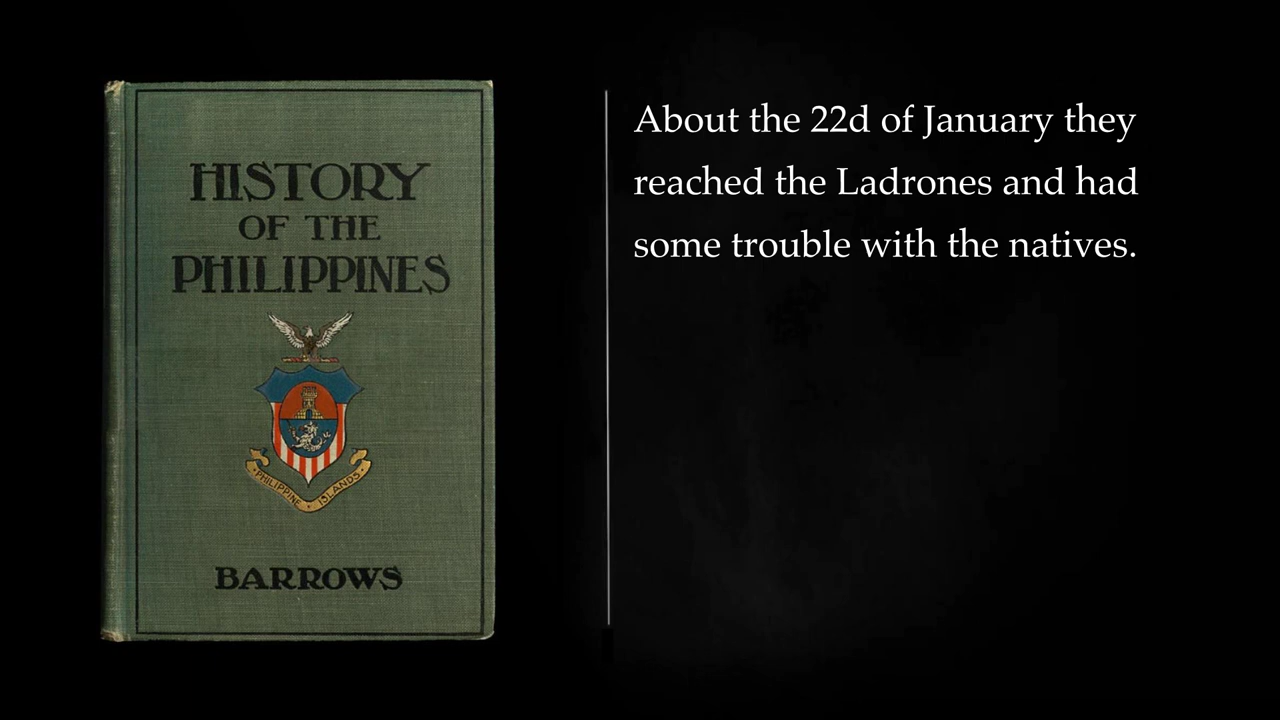 HISTORY
OF THE
PHILIPPINES
PHILIPPINE ISLANDS
BARROWS
About the 22d of January they
reached the Ladrones and had
some trouble with the natives.